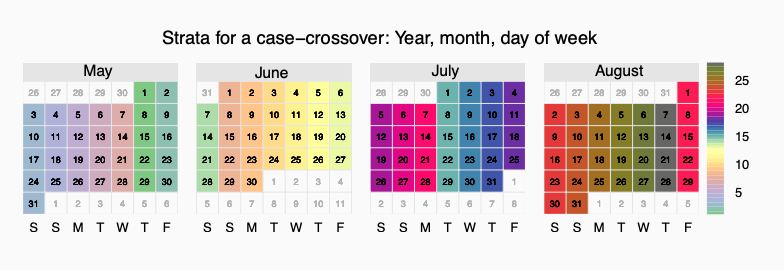 Strata for a case−crossover: Year, month, day of week
May
26 27 28 29 30 1 2
3 4 5 6 7 8 9
10 11 12 13 14 15 16
17 18 19 20 21 22 23
24 25 26 27 28 29 30
31 1 2 3 4 5 6
S S M T W T F
June
31 1 2 3 4 5 6
7 8 9 10 11 12 13
14 15 16 17 18 19 20
21 22 23 24 25 26 27
28 29 30 1 2 3 4
5 6 7 8 9 10 11
S S M T W T F
July
28 29 30 1 2 3 4
5 6 7 8 9 10 11
12 13 14 15 16 17 18
19 20 21 22 23 24 25
26 27 28 29 30 31 1
2 3 4 5 6 7 8
S S M T W T F
August
26 27 28 29 30 31 1
2 3 4 5 6 7 8
9 10 11 12 13 14 15
16 17 18 19 20 21 22
23 24 25 26 27 28 29
30 31 1 2 3 4 5
S S M T W T F
25
20
15
10
5